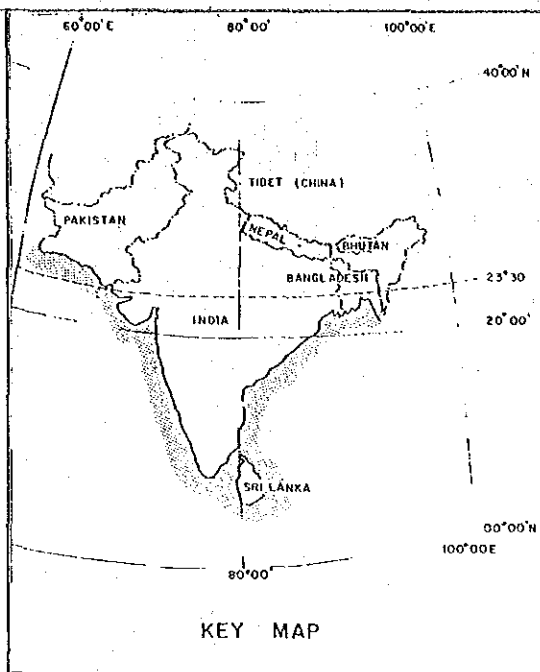 60°00'E 80°00'E 100°00'E
40°00'N
TIBET (CHINA)
PAKISTAN
NEPAL
BHUTAN
BANGLADESH
23°30
20°00'
INDIA
SRI LANKA
00°00'N
100°00E
80°00'
KEY MAP